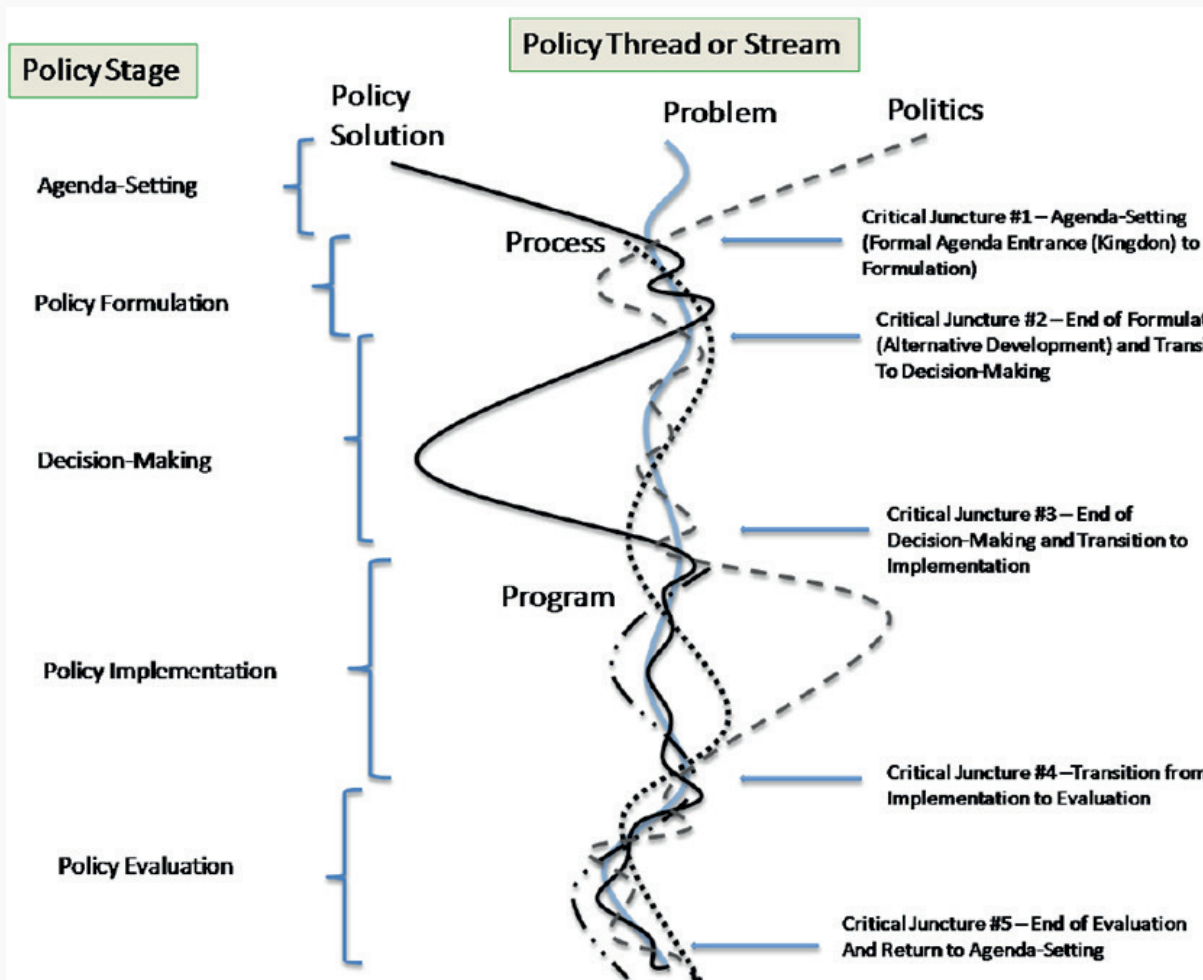 Policy Stage
Policy Thread or Stream
Policy
Solution
Problem
Politics
Agenda-Setting
Critical Juncture #1 – Agenda-Setting
(Formal Agenda Entrance (Kingdon) to
Formulation)
Process
Policy Formulation
Critical Juncture #2 – End of Formulat
(Alternative Development) and Transi
To Decision-Making
Decision-Making
Critical Juncture #3 – End of
Decision-Making and Transition to
Implementation
Program
Policy Implementation
Critical Juncture #4 –Transition from
Implementation to Evaluation
Policy Evaluation
Critical Juncture #5 – End of Evaluation
And Return to Agenda-Setting